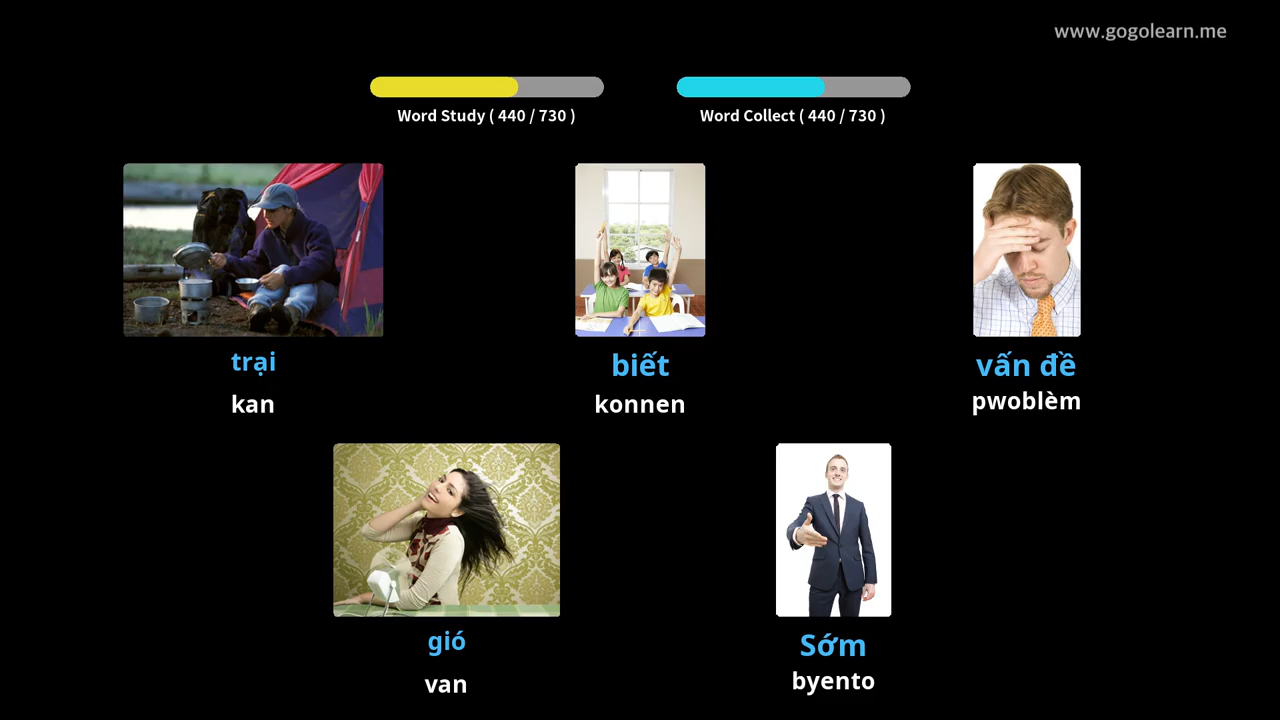 www.gogolearn.me
Word Study ( 440 / 730 )
Word Collect ( 440 / 730 )
trại
biết
vấn đề
kan
konnen
pwoblèm
gió
Sớm
van
byento